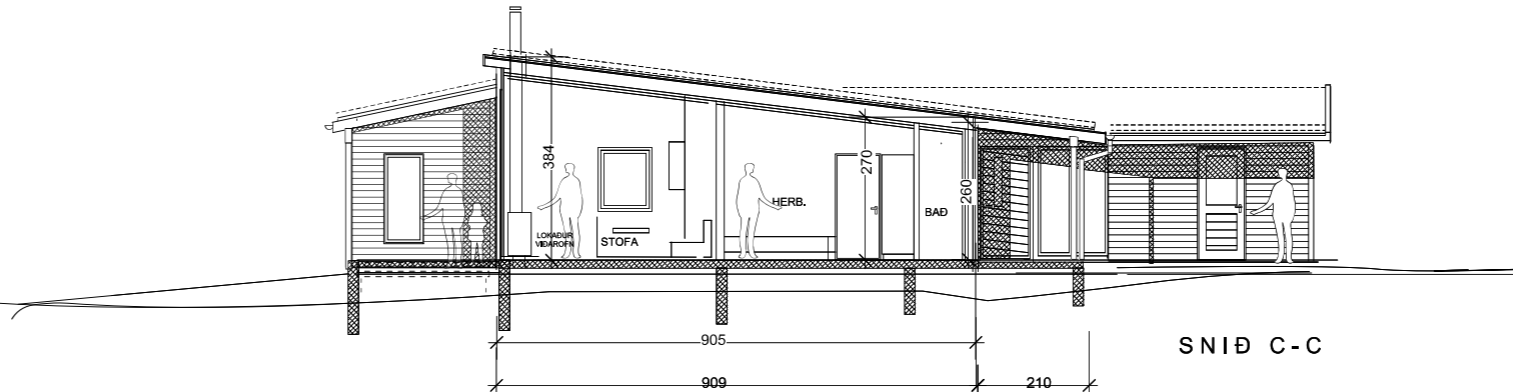 384
270
260
HERB.
BAÐ
LOKAÐUR
VIÐAROFN
STOFA
905
SNIÐ C-C
909
210